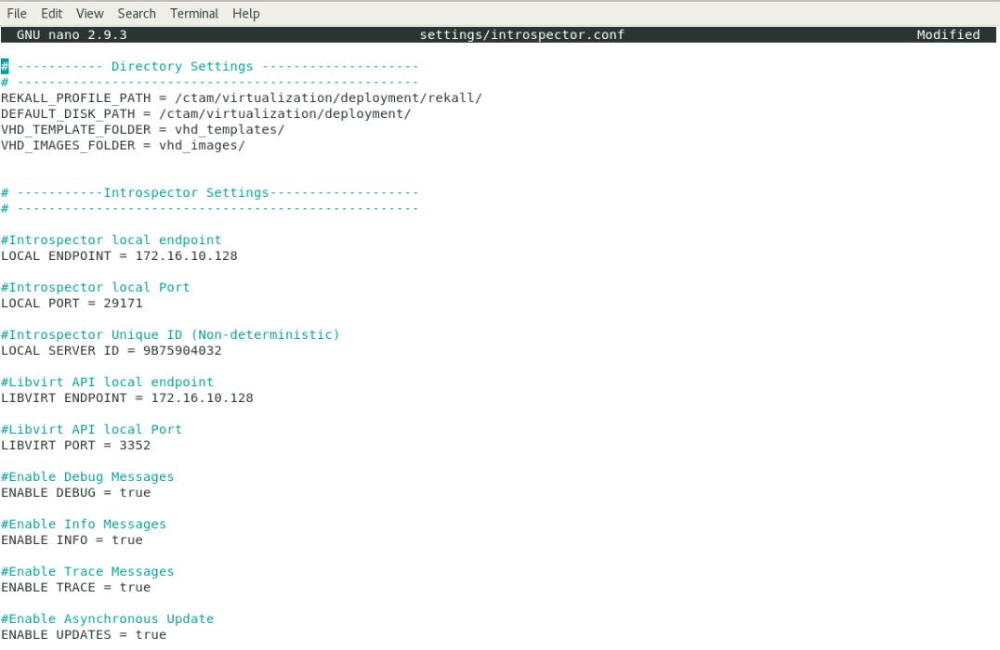 File Edit View Search Terminal Help
GNU nano 2.9.3 settings/introspector.conf Modified
# ----------- Directory Settings --------------------
# ---------------------------------------------------
REKALL_PROFILE_PATH = /ctam/virtualization/deployment/rekall/
DEFAULT_DISK_PATH = /ctam/virtualization/deployment/
VHD_TEMPLATE_FOLDER = vhd_templates/
VHD_IMAGES_FOLDER = vhd_images/
# -----------Introspector Settings-------------------
# ---------------------------------------------------
#Introspector local endpoint
LOCAL ENDPOINT = 172.16.10.128
#Introspector local Port
LOCAL PORT = 29171
#Introspector Unique ID (Non-deterministic)
LOCAL SERVER ID = 9B75904032
#Libvirt API local endpoint
LIBVIRT ENDPOINT = 172.16.10.128
#Libvirt API local Port
LIBVIRT PORT = 3352
#Enable Debug Messages
ENABLE DEBUG = true
#Enable Info Messages
ENABLE INFO = true
#Enable Trace Messages
ENABLE TRACE = true
#Enable Asynchronous Update
ENABLE UPDATES = true